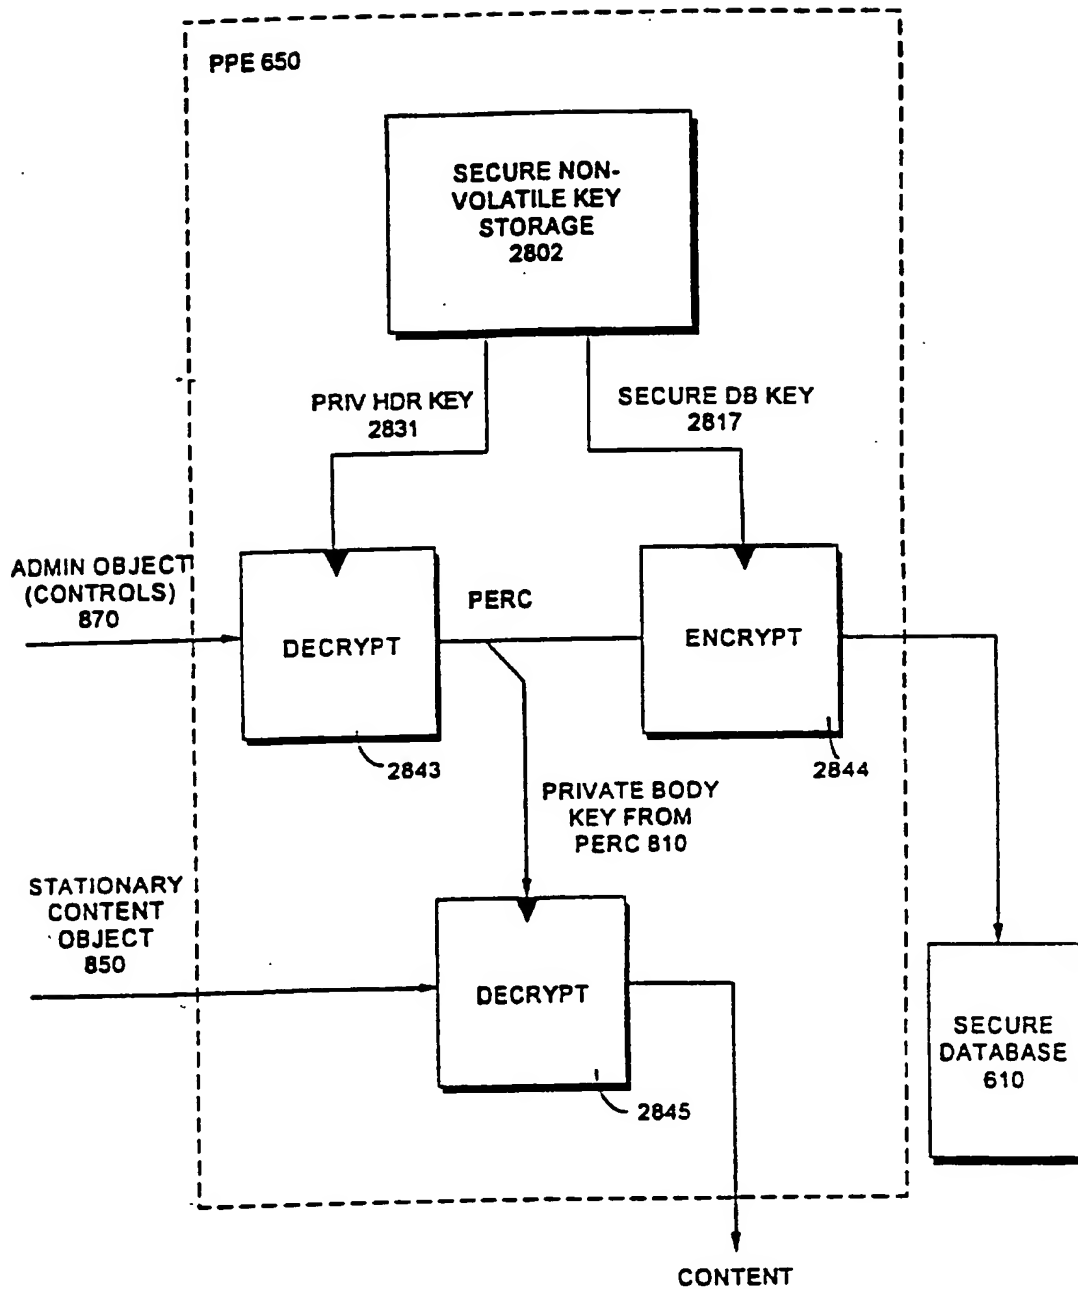 PPE 650
SECURE NON-
VOLATILE KEY
STORAGE
2802
PRIV HDR KEY
2831
SECURE DB KEY
2817
ADMIN OBJECT
(CONTROLS)
870
DECRYPT
PERC
ENCRYPT
2843
2844
PRIVATE BODY
KEY FROM
PERC 810
STATIONARY
CONTENT
OBJECT
850
DECRYPT
2845
SECURE
DATABASE
610
CONTENT